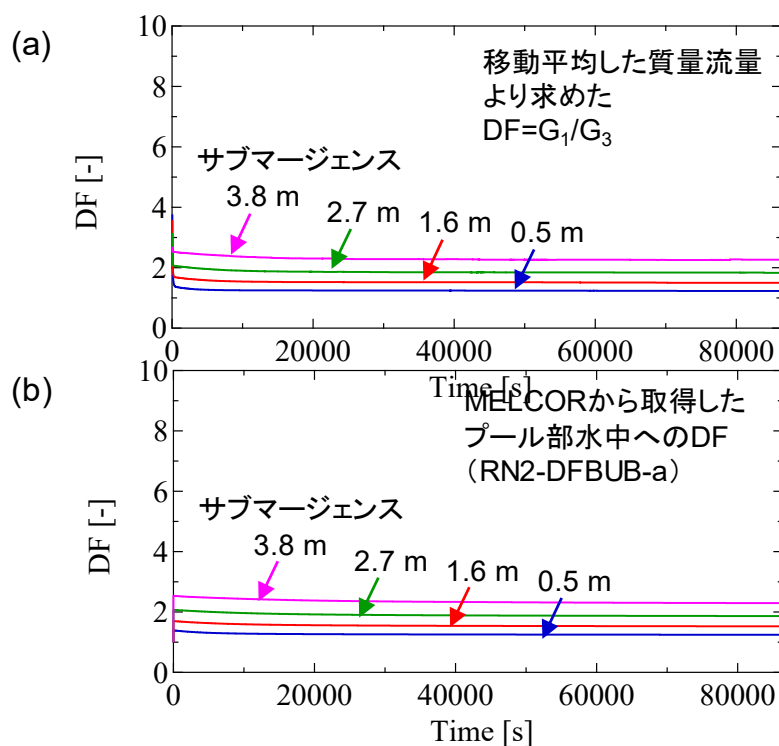 (a)
10
8
6
4
2
0
DF [-]
移動平均した質量流量
より求めた
DF=G₁/G₃
サブマージェンス
3.8 m
2.7 m
1.6 m
0.5 m
0 20000 40000 60000 80000
Time [s]
(b)
10
8
6
4
2
0
DF [-]
MELCORから取得した
プール部水中へのDF
（RN2-DFBUB-a）
サブマージェンス
3.8 m
2.7 m
1.6 m
0.5 m
0 20000 40000 60000 80000
Time [s]